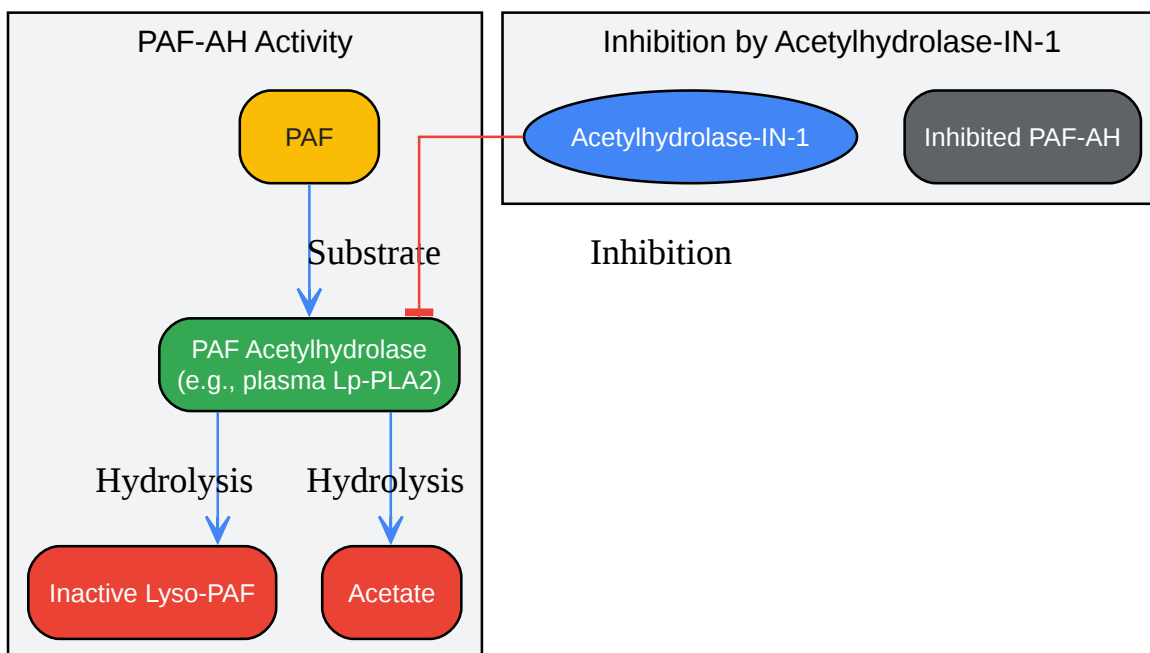 PAF-AH Activity
Inhibition by Acetylhydrolase-IN-1
PAF
Acetylhydrolase-IN-1
Inhibited PAF-AH
Substrate
Inhibition
PAF Acetylhydrolase
(e.g., plasma Lp-PLA2)
Hydrolysis
Hydrolysis
Inactive Lyso-PAF
Acetate